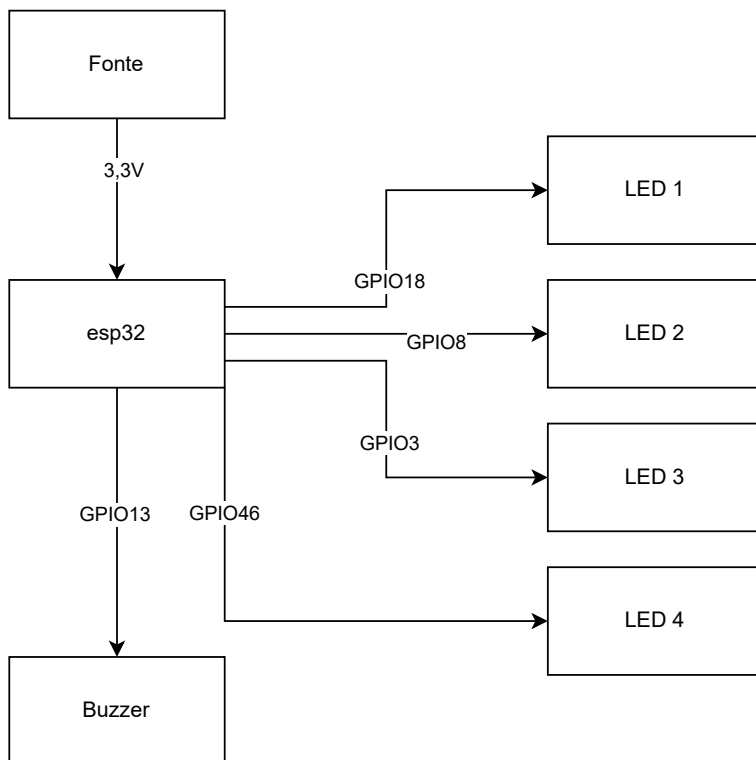 Fonte
3,3V
LED 1
GPIO18
esp32
GPIO8
LED 2
GPIO3
LED 3
GPIO13
GPIO46
LED 4
Buzzer